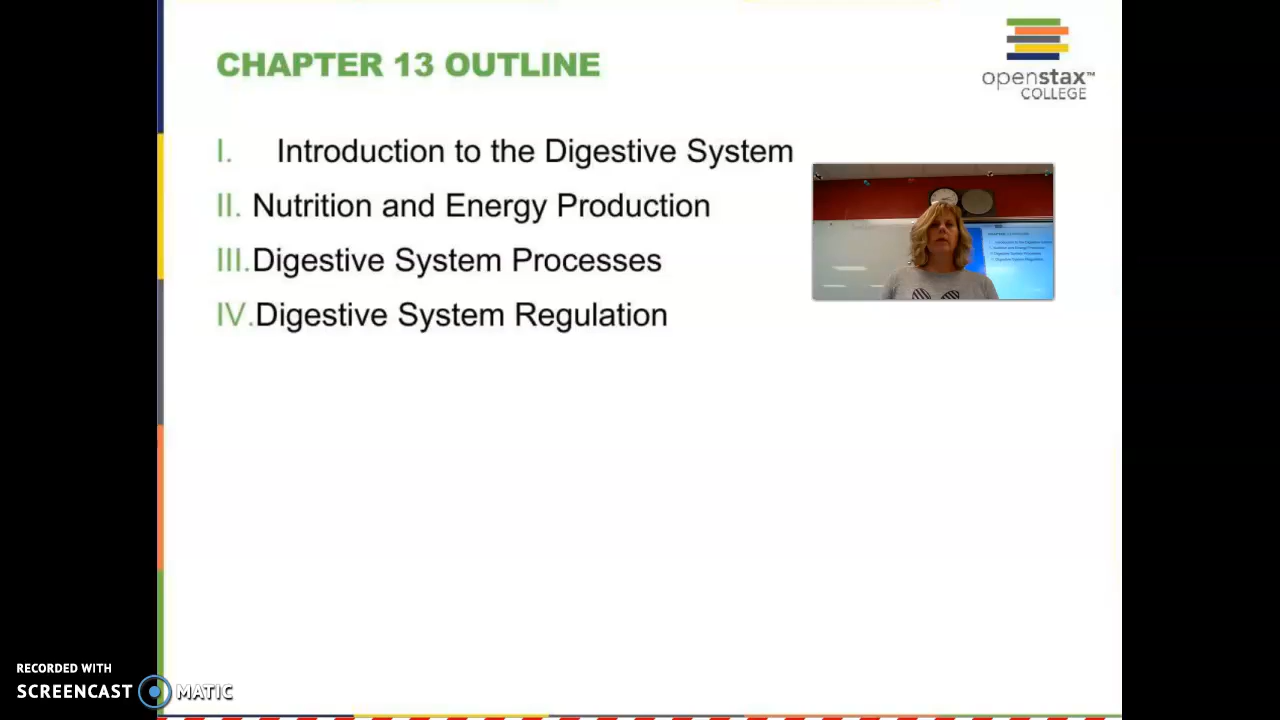 CHAPTER 13 OUTLINE
openstax™
COLLEGE
I. Introduction to the Digestive System
II. Nutrition and Energy Production
III.Digestive System Processes
IV.Digestive System Regulation
RECORDED WITH
SCREENCAST MATIC